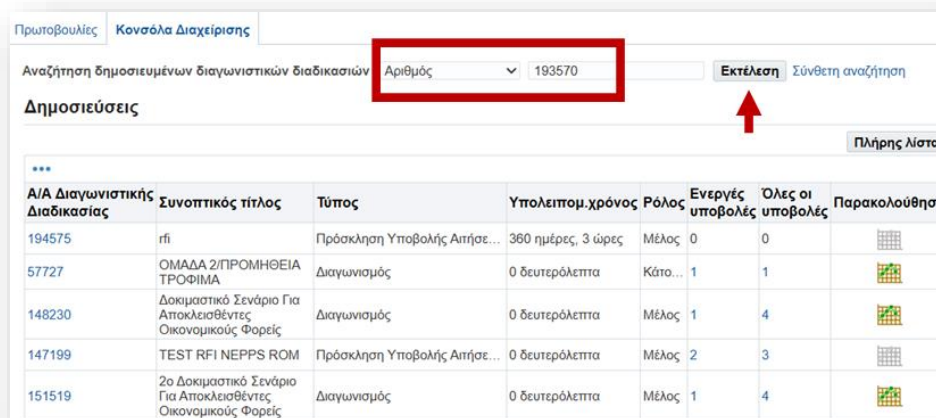 Πρωτοβουλίες Κονσόλα Διαχείρισης
Αναζήτηση δημοσιευμένων διαγωνιστικών διαδικασιών Αριθμός 193570 Εκτέλεση Σύνθετη αναζήτηση
Δημοσιεύσεις
Πλήρης λίστα
Α/Α Διαγωνιστικής Διαδικασίας Συνοπτικός τίτλος Τύπος Υπολειπομ.χρόνος Ρόλος Ενεργές υποβολές Όλες οι υποβολές Παρακολούθησ
194575 rfi Πρόσκληση Υποβολής Αιτήσε... 360 ημέρες, 3 ώρες Μέλος 0 0
57727 ΟΜΑΔΑ 2/ΠΡΟΜΗΘΕΙΑ ΤΡΟΦΙΜΑ Διαγωνισμός 0 δευτερόλεπτα Κάτο... 1 1
148230 Δοκιμαστικό Σενάριο Για Αποκλεισθέντες Οικονομικούς Φορείς Διαγωνισμός 0 δευτερόλεπτα Μέλος 1 4
147199 TEST RFI NEPPS ROM Πρόσκληση Υποβολής Αιτήσε... 0 δευτερόλεπτα Μέλος 2 3
151519 2ο Δοκιμαστικό Σενάριο Για Αποκλεισθέντες Οικονομικούς Φορείς Διαγωνισμός 0 δευτερόλεπτα Μέλος 1 4